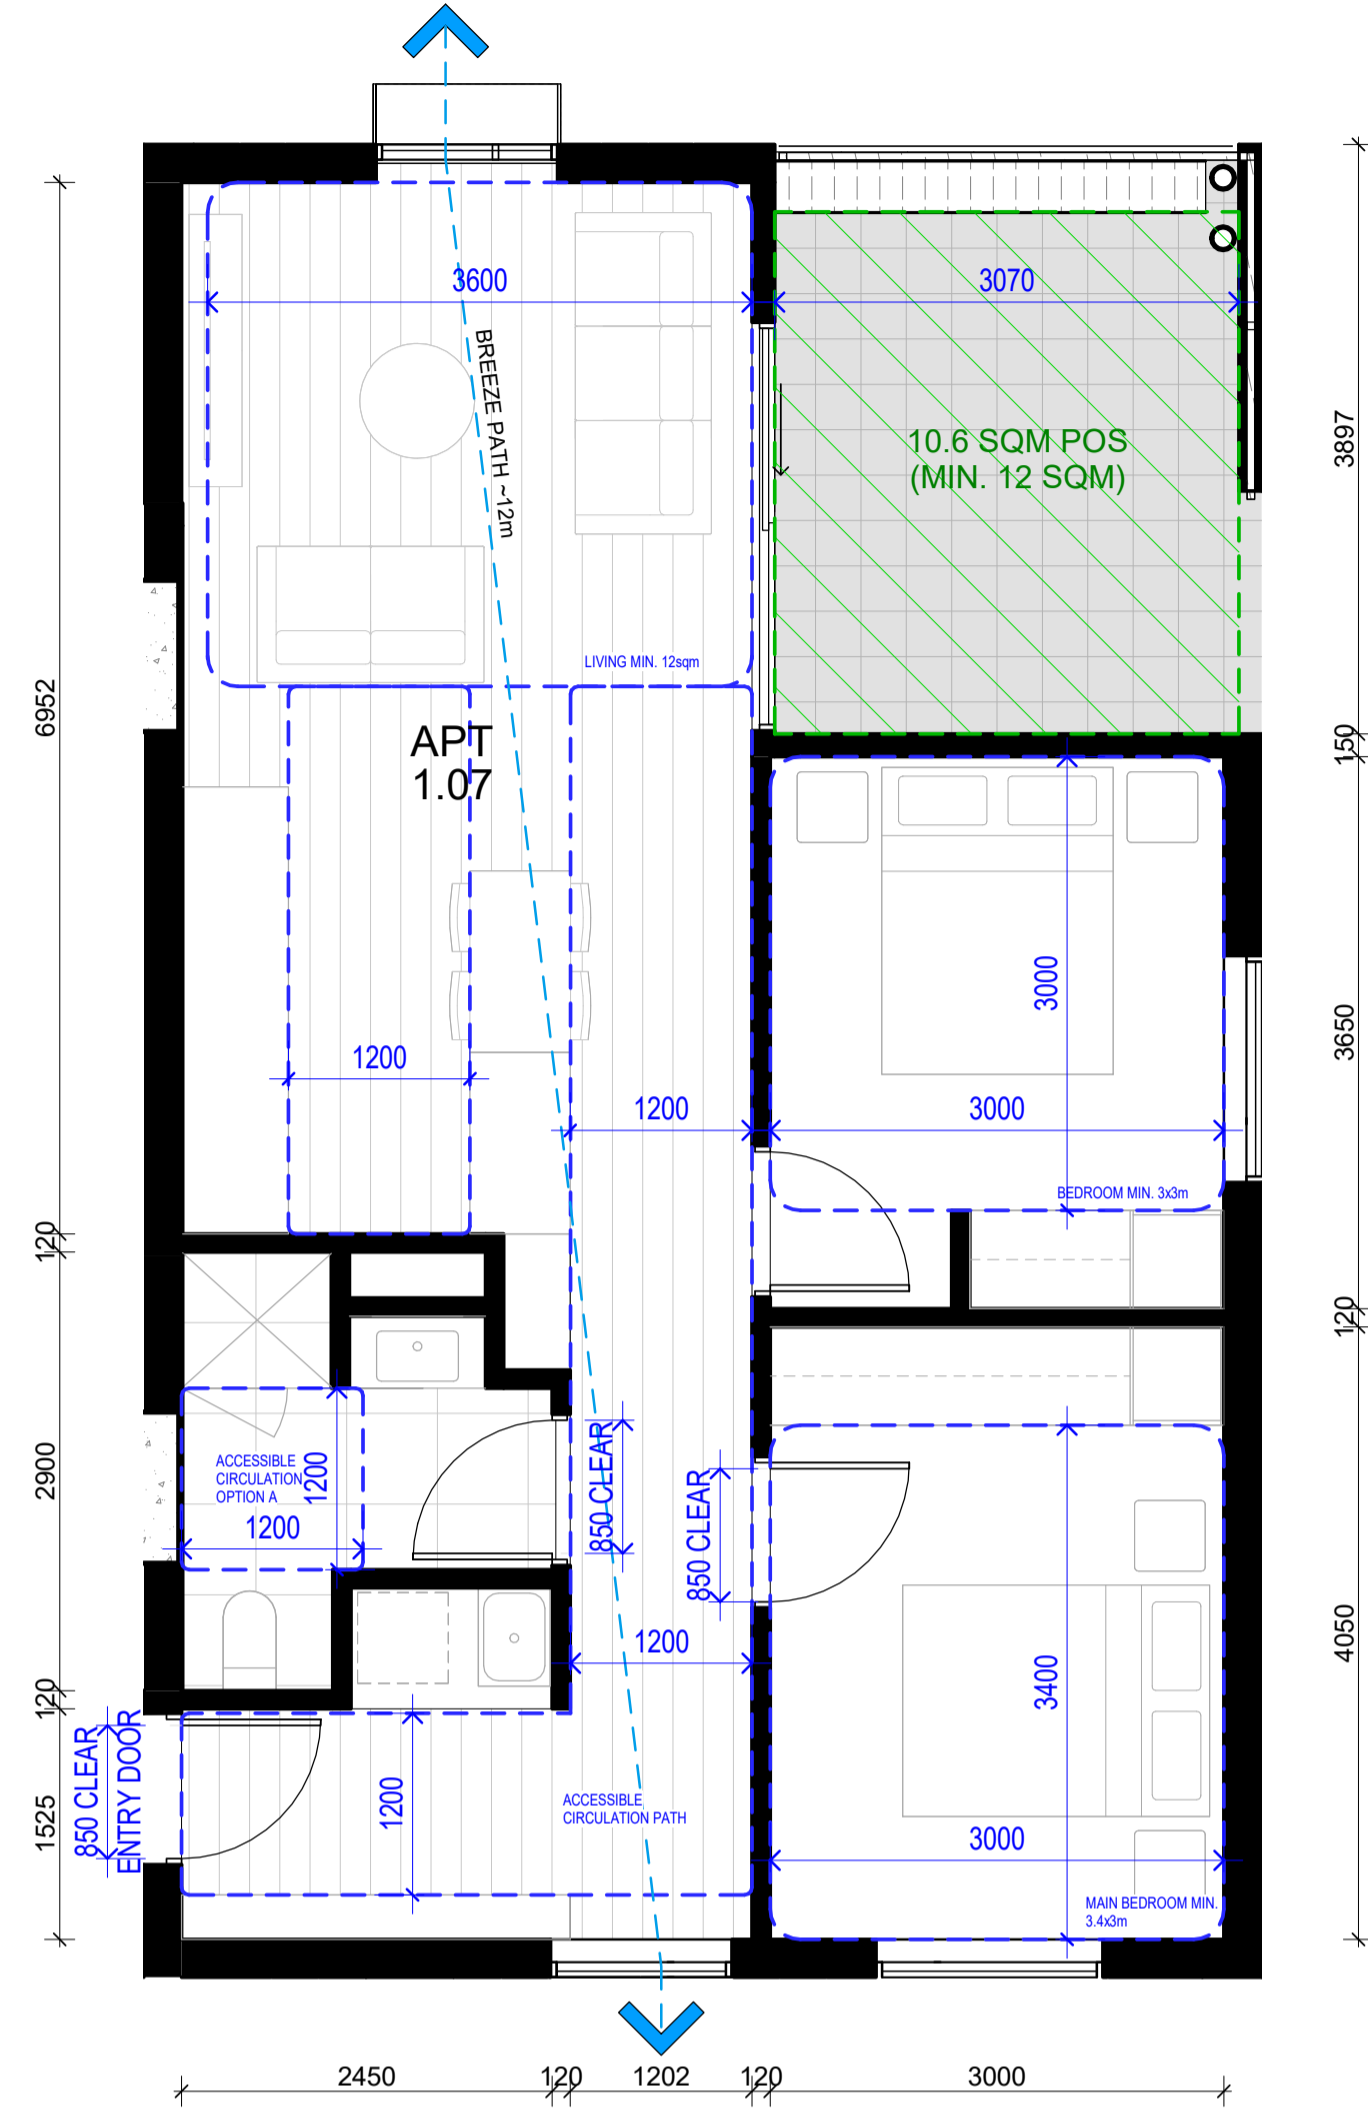 3600
3070
BREEZE PATH ~12m
10.6 SQM POS
(MIN. 12 SQM)
3897
LIVING MIN. 12sqm
69552
APT
1.07
150
3000
1200
1200
3000
3650
BEDROOM MIN. 3x3m
120
120
ACCESSIBLE
CIRCULATION
OPTION A
1200
1200
2900
850 CLEAR
850 CLEAR
1200
3400
4050
120
850 CLEAR
ENTRY DOOR
1525
1200
ACCESSIBLE
CIRCULATION PATH
3000
MAIN BEDROOM MIN.
3.4x3m
2450
120
1202
120
3000